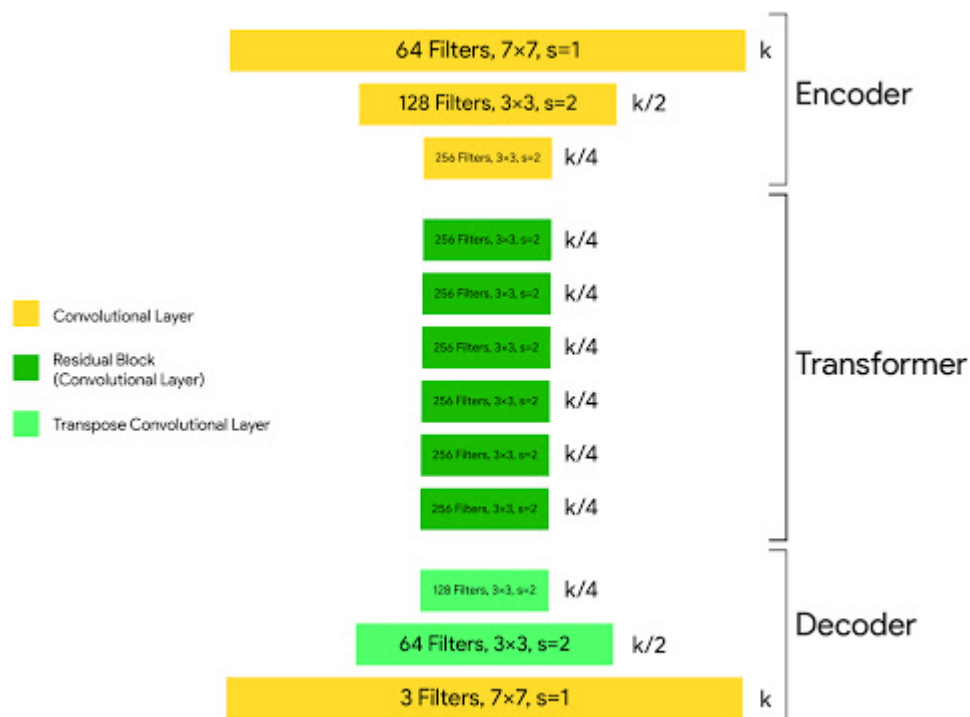 64 Filters, 7×7, s=1 k
128 Filters, 3×3, s=2 k/2
Encoder
256 Filters, 3×3, s=2 k/4
256 Filters, 3×3, s=2 k/4
256 Filters, 3×3, s=2 k/4
Convolutional Layer
256 Filters, 3×3, s=2 k/4
Residual Block
(Convolutional Layer)
Transformer
256 Filters, 3×3, s=2 k/4
Transpose Convolutional Layer
256 Filters, 3×3, s=2 k/4
256 Filters, 3×3, s=2 k/4
128 Filters, 3×3, s=2 k/4
Decoder
64 Filters, 3×3, s=2 k/2
3 Filters, 7×7, s=1 k